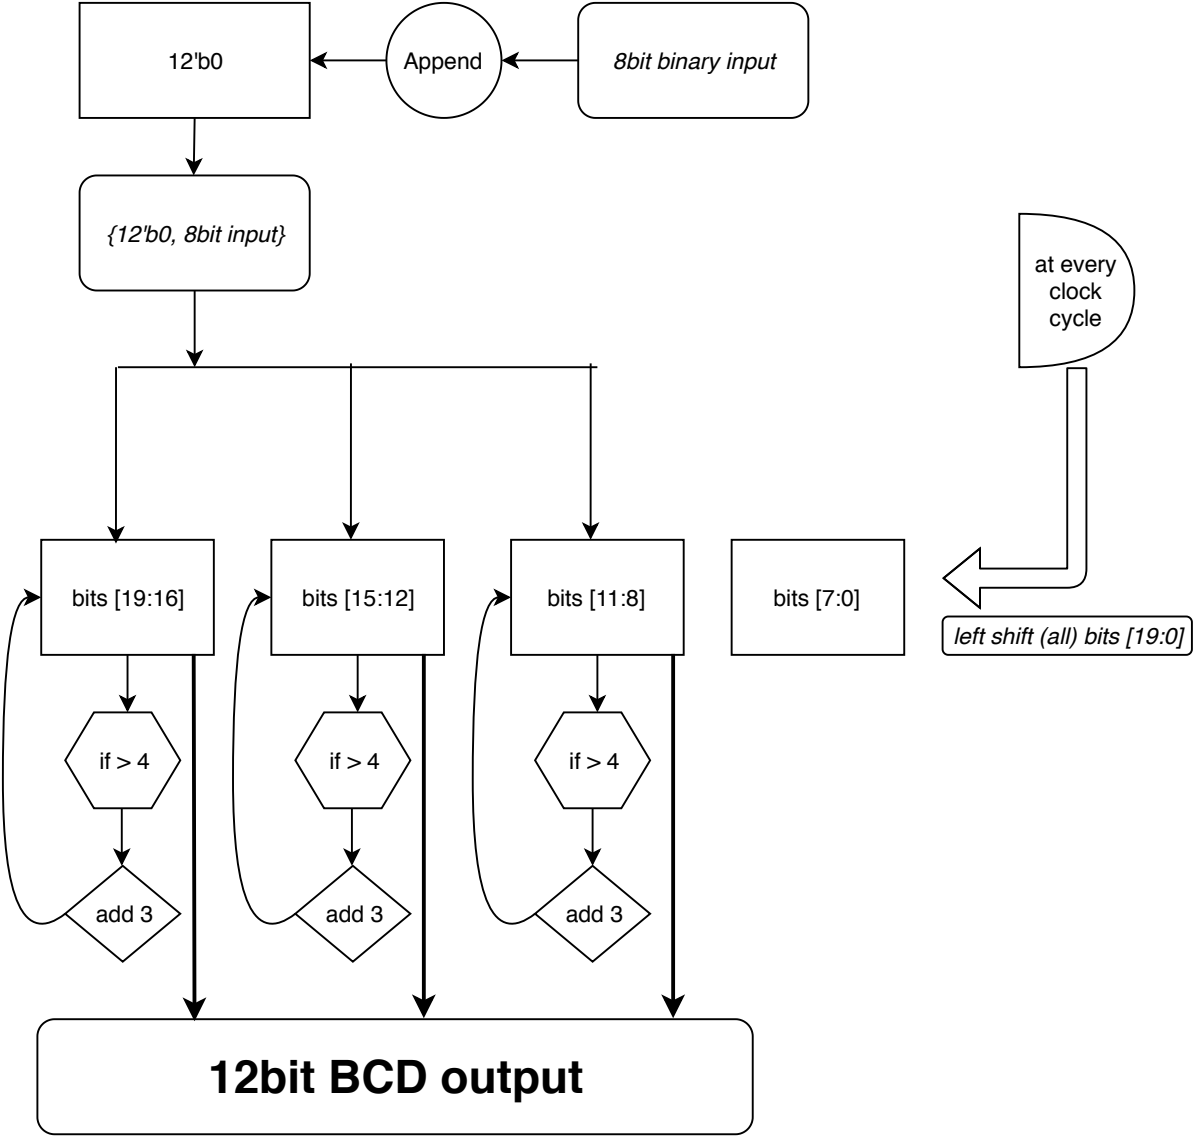 12'b0
Append
8bit binary input
{12'b0, 8bit input}
at every
clock
cycle
bits [19:16]
bits [15:12]
bits [11:8]
bits [7:0]
left shift (all) bits [19:0]
if > 4
if > 4
if > 4
add 3
add 3
add 3
12bit BCD output